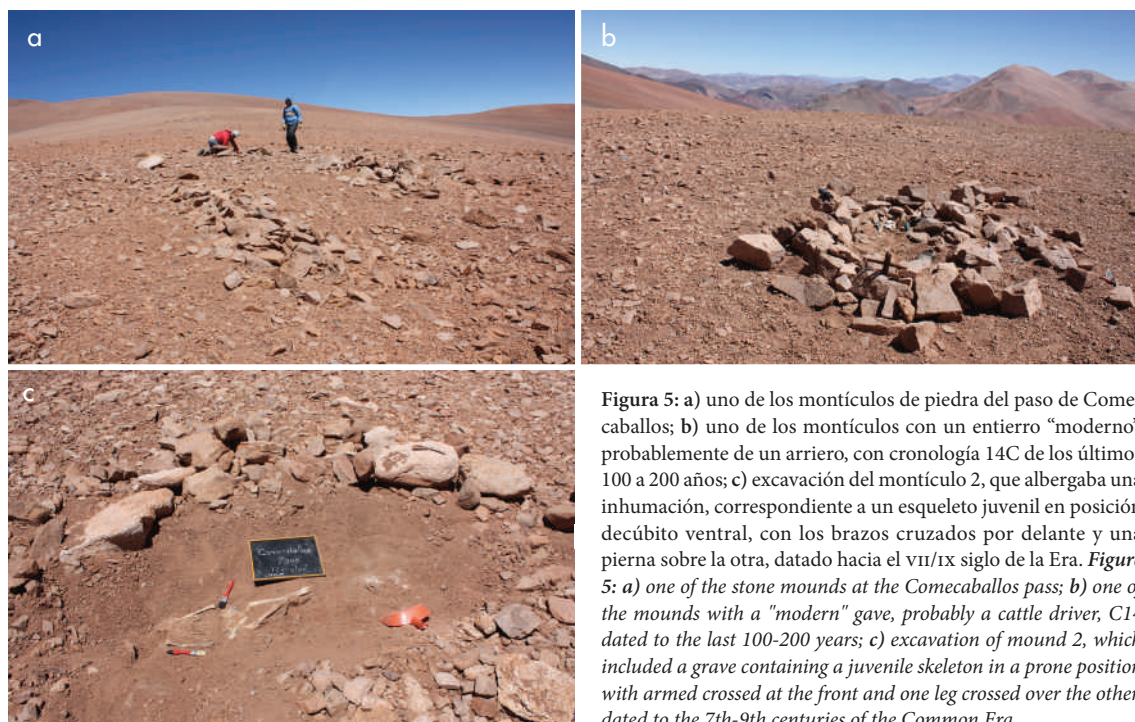 a
b
c
Comecaballos
Figura 5: a) uno de los montículos de piedra del paso de Come
caballos; b) uno de los montículos con un entierro “moderno”
probablemente de un arriero, con cronología 14C de los último
100 a 200 años; c) excavación del montículo 2, que albergaba una
inhumación, correspondiente a un esqueleto juvenil en posición
decúbito ventral, con los brazos cruzados por delante y una
pierna sobre la otra, datado hacia el VII/IX siglo de la Era. Figura
5: a) one of the stone mounds at the Comecaballos pass; b) one of
the mounds with a "modern" gave, probably a cattle driver, C14
dated to the last 100-200 years; c) excavation of mound 2, which
included a grave containing a juvenile skeleton in a prone position
with armed crossed at the front and one leg crossed over the other
dated to the 7th-9th centuries of the Common Era